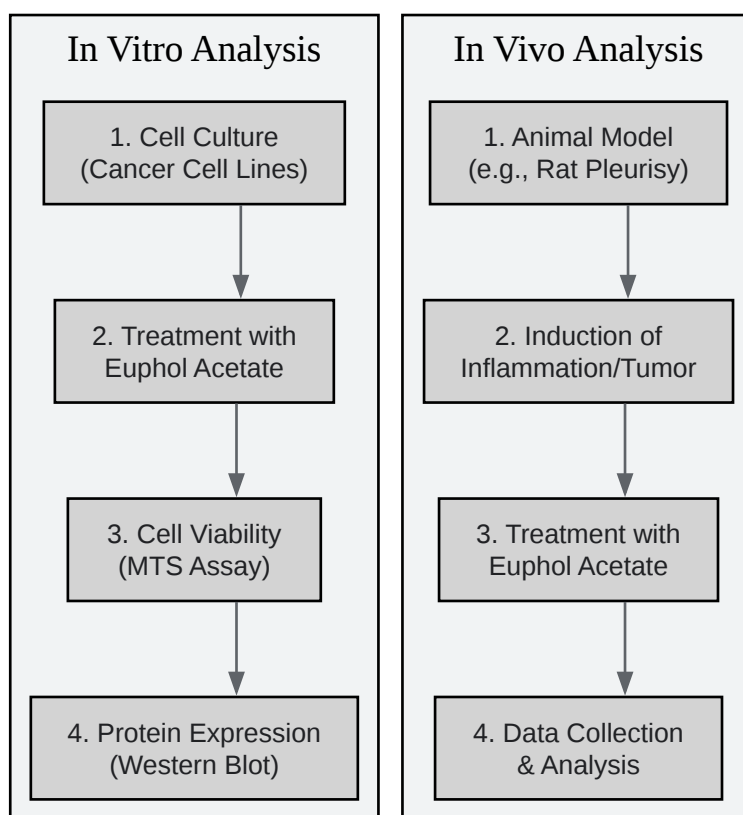 In Vitro Analysis
1. Cell Culture
(Cancer Cell Lines)
2. Treatment with
Euphol Acetate
3. Cell Viability
(MTS Assay)
4. Protein Expression
(Western Blot)
In Vivo Analysis
1. Animal Model
(e.g., Rat Pleurisy)
2. Induction of
Inflammation/Tumor
3. Treatment with
Euphol Acetate
4. Data Collection
& Analysis